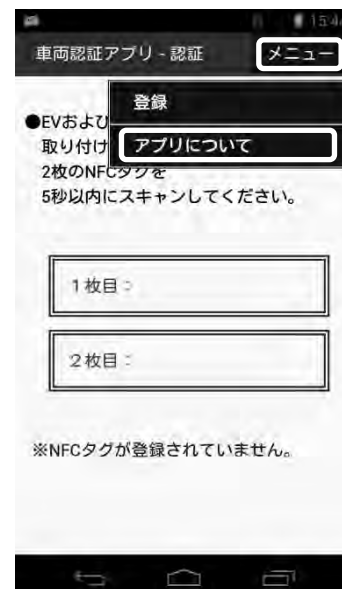 15:4
車両認証アプリ - 認証
メニュー
登録
アプリについて
●EVおよび
取り付け
2枚のNFCタグを
5秒以内にスキャンしてください。
1枚目：
2枚目：
※NFCタグが登録されていません。